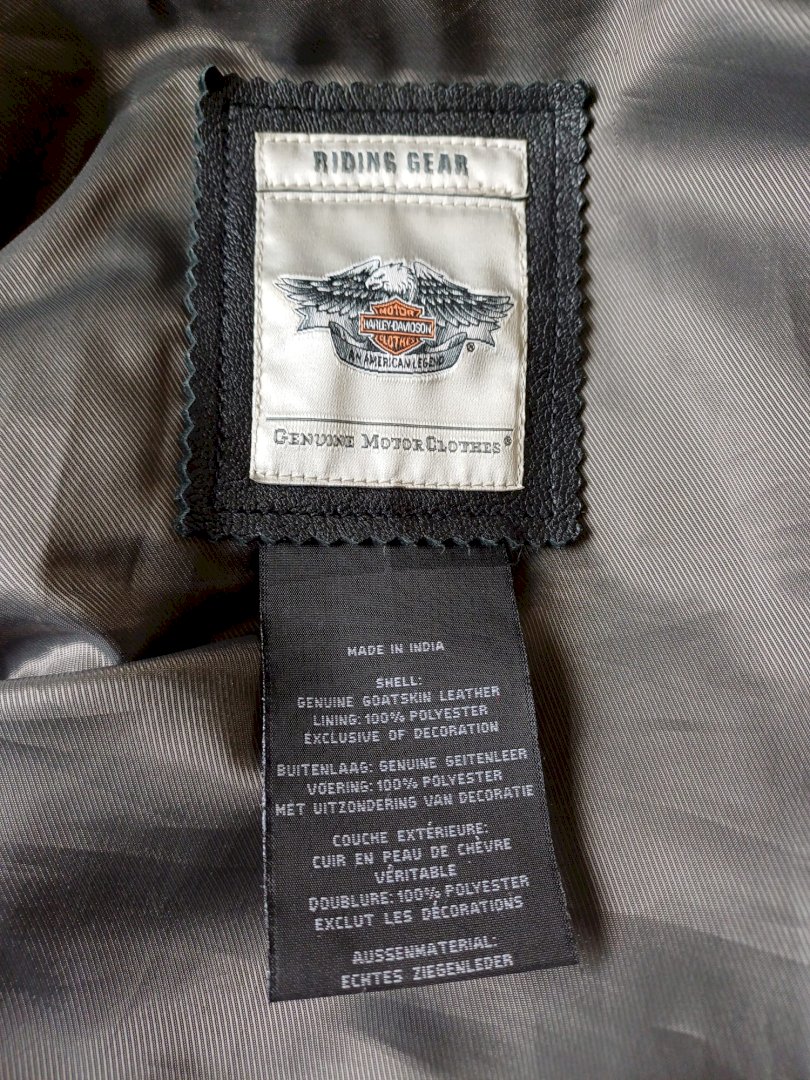 RIDING GEAR
MOTOR
HARLEY-DAVIDSON
CLOTHES
AN AMERICAN LEGEND
®
GENUINE MOTORCLOTHES®
MADE IN INDIA
SHELL:
GENUINE GOATSKIN LEATHER
LINING: 100% POLYESTER
EXCLUSIVE OF DECORATION
BUITENLAAG: GENUINE GEITENLEER
VOERING: 100% POLYESTER
MET UITZONDERING VAN DECORATIE
COUCHE EXTÉRIEURE:
CUIR EN PEAU DE CHÈVRE
VÉRITABLE
DOUBLURE: 100% POLYESTER
EXCLUT LES DÉCORATIONS
AUSSENMATERIAL:
ECHTES ZIEGENLEDER